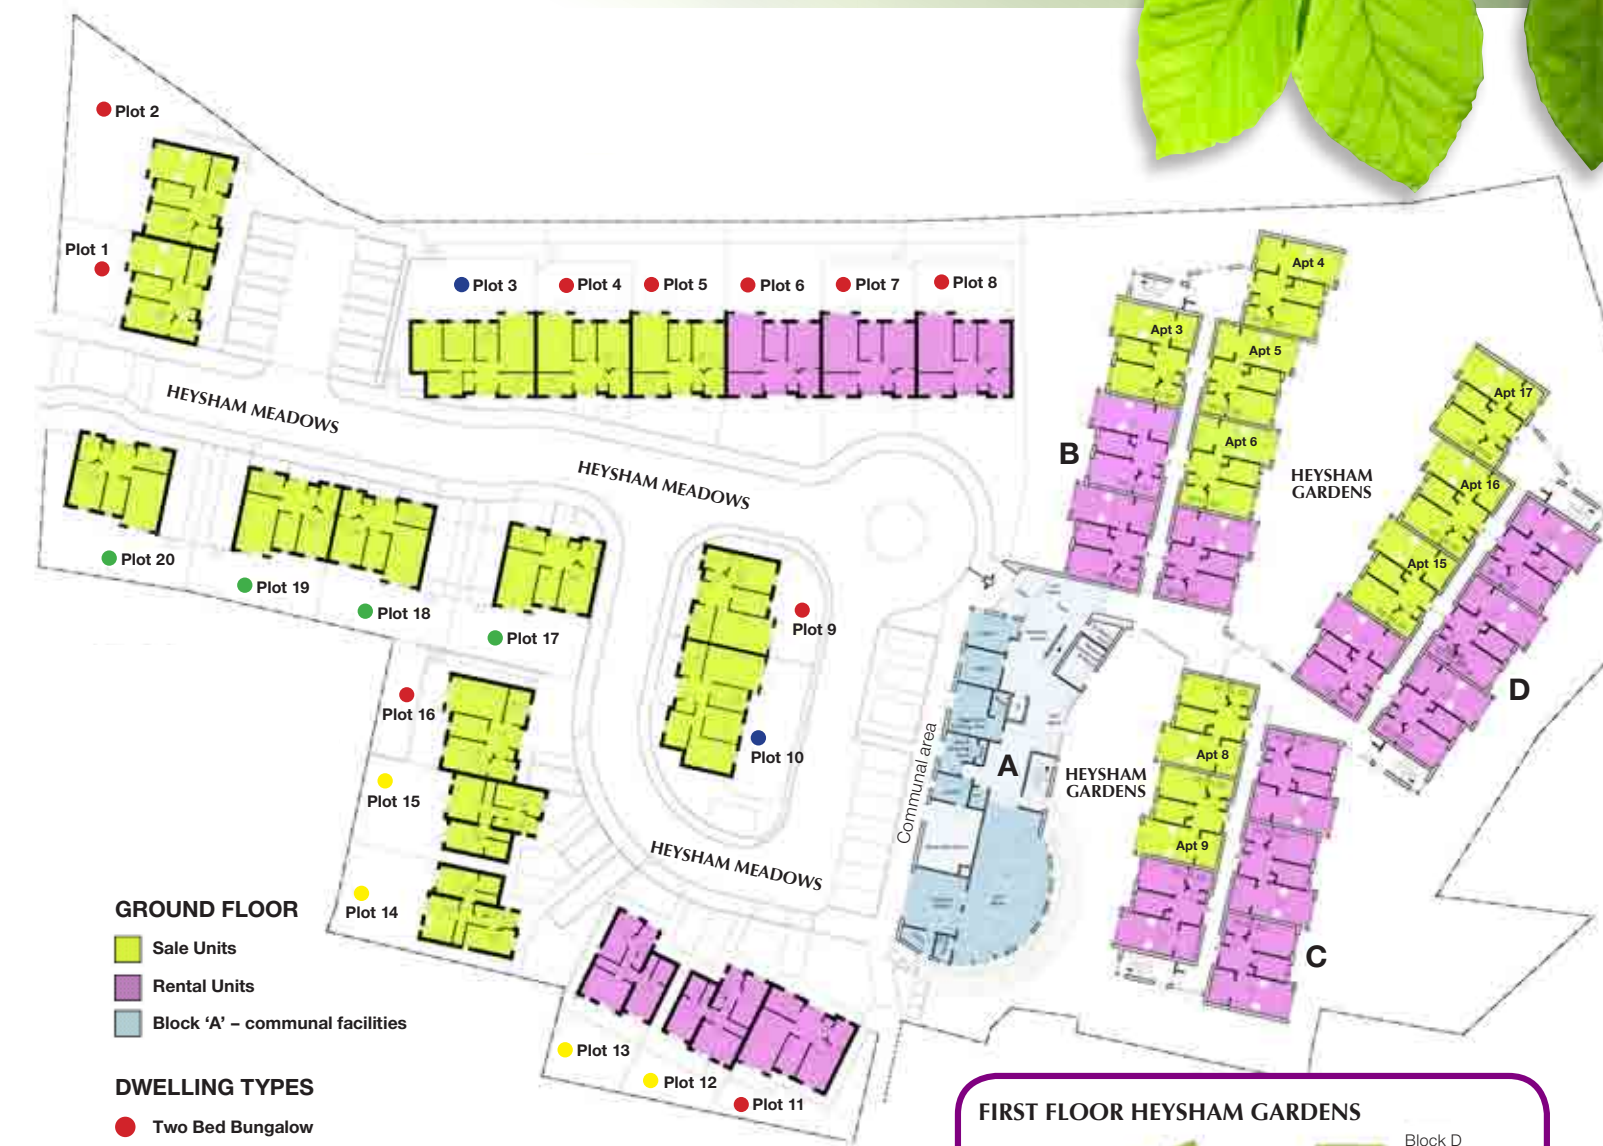 Plot 2
Plot 1
Plot 3
Plot 4
Plot 5
Plot 6
Plot 7
Plot 8
HEYSHAM MEADOWS
HEYSHAM MEADOWS
Plot 20
Plot 19
Plot 18
Plot 17
Plot 9
Plot 10
Plot 16
Plot 15
Plot 14
HEYSHAM MEADOWS
Plot 13
Plot 12
Plot 11
Communal area
A
B
Apt 3
Apt 4
Apt 5
Apt 6
HEYSHAM
GARDENS
Apt 17
Apt 16
Apt 15
D
HEYSHAM
GARDENS
Apt 8
Apt 9
C
GROUND FLOOR
Sale Units
Rental Units
Block ‘A’ – communal facilities
DWELLING TYPES
Two Bed Bungalow
FIRST FLOOR HEYSHAM GARDENS
Block D